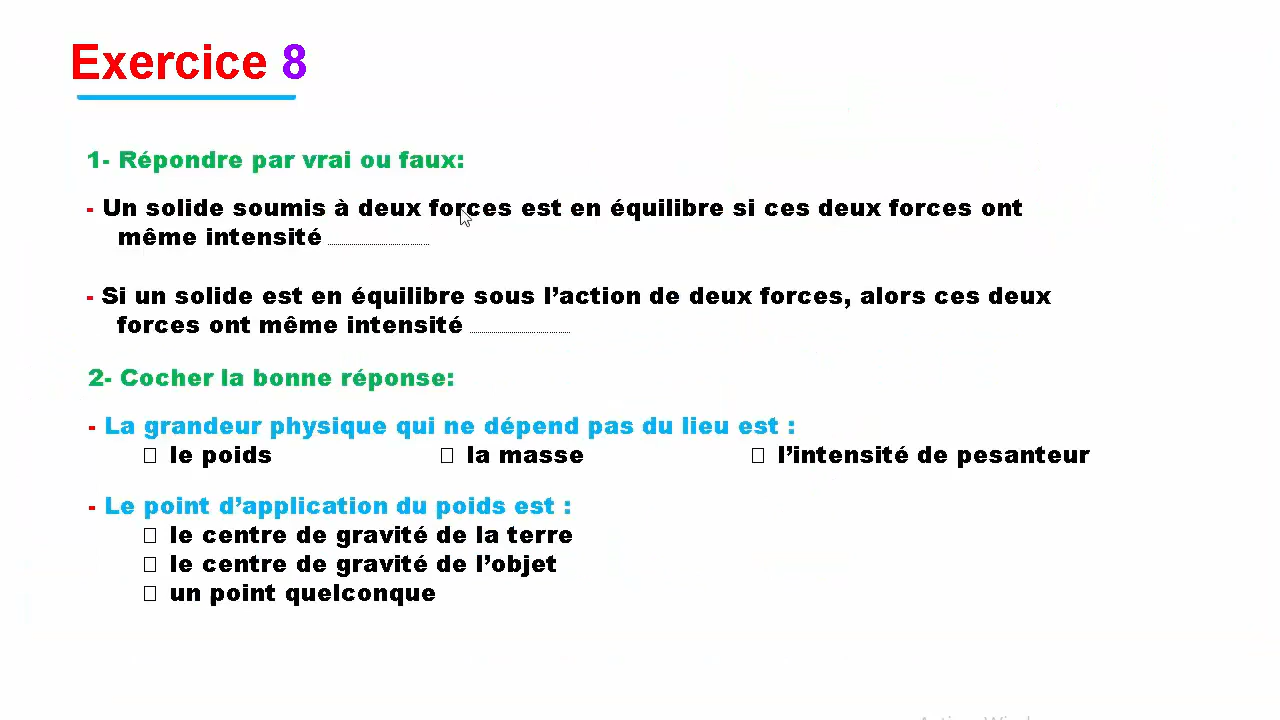 Exercice 8
1- Répondre par vrai ou faux:
- Un solide soumis à deux forces est en équilibre si ces deux forces ont
même intensité ........................
- Si un solide est en équilibre sous l’action de deux forces, alors ces deux
forces ont même intensité ........................
2- Cocher la bonne réponse:
- La grandeur physique qui ne dépend pas du lieu est :
□ le poids □ la masse □ l’intensité de pesanteur
- Le point d’application du poids est :
□ le centre de gravité de la terre
□ le centre de gravité de l’objet
□ un point quelconque